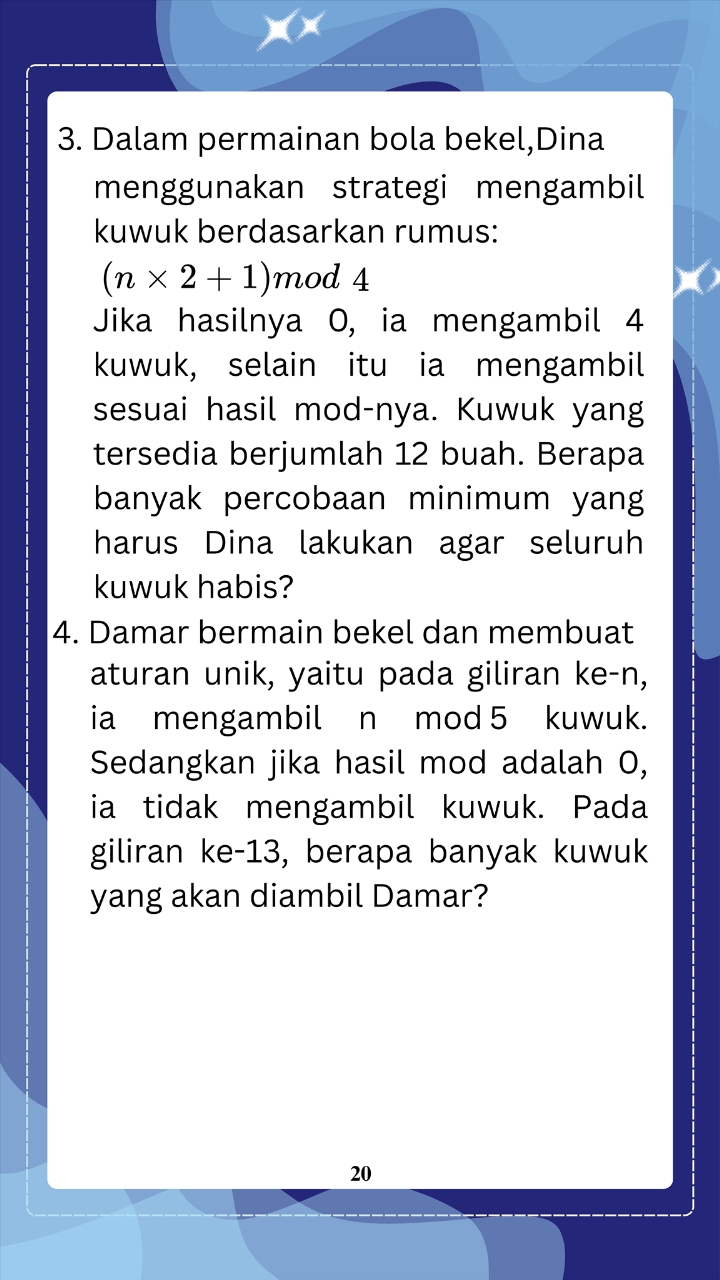 3. Dalam permainan bola bekel,Dina
menggunakan strategi mengambil
kuwuk berdasarkan rumus:
(n × 2 + 1)mod 4
Jika hasilnya 0, ia mengambil 4
kuwuk, selain itu ia mengambil
sesuai hasil mod-nya. Kuwuk yang
tersedia berjumlah 12 buah. Berapa
banyak percobaan minimum yang
harus Dina lakukan agar seluruh
kuwuk habis?
4. Damar bermain bekel dan membuat
aturan unik, yaitu pada giliran ke-n,
ia mengambil n mod 5 kuwuk.
Sedangkan jika hasil mod adalah 0,
ia tidak mengambil kuwuk. Pada
giliran ke-13, berapa banyak kuwuk
yang akan diambil Damar?
20